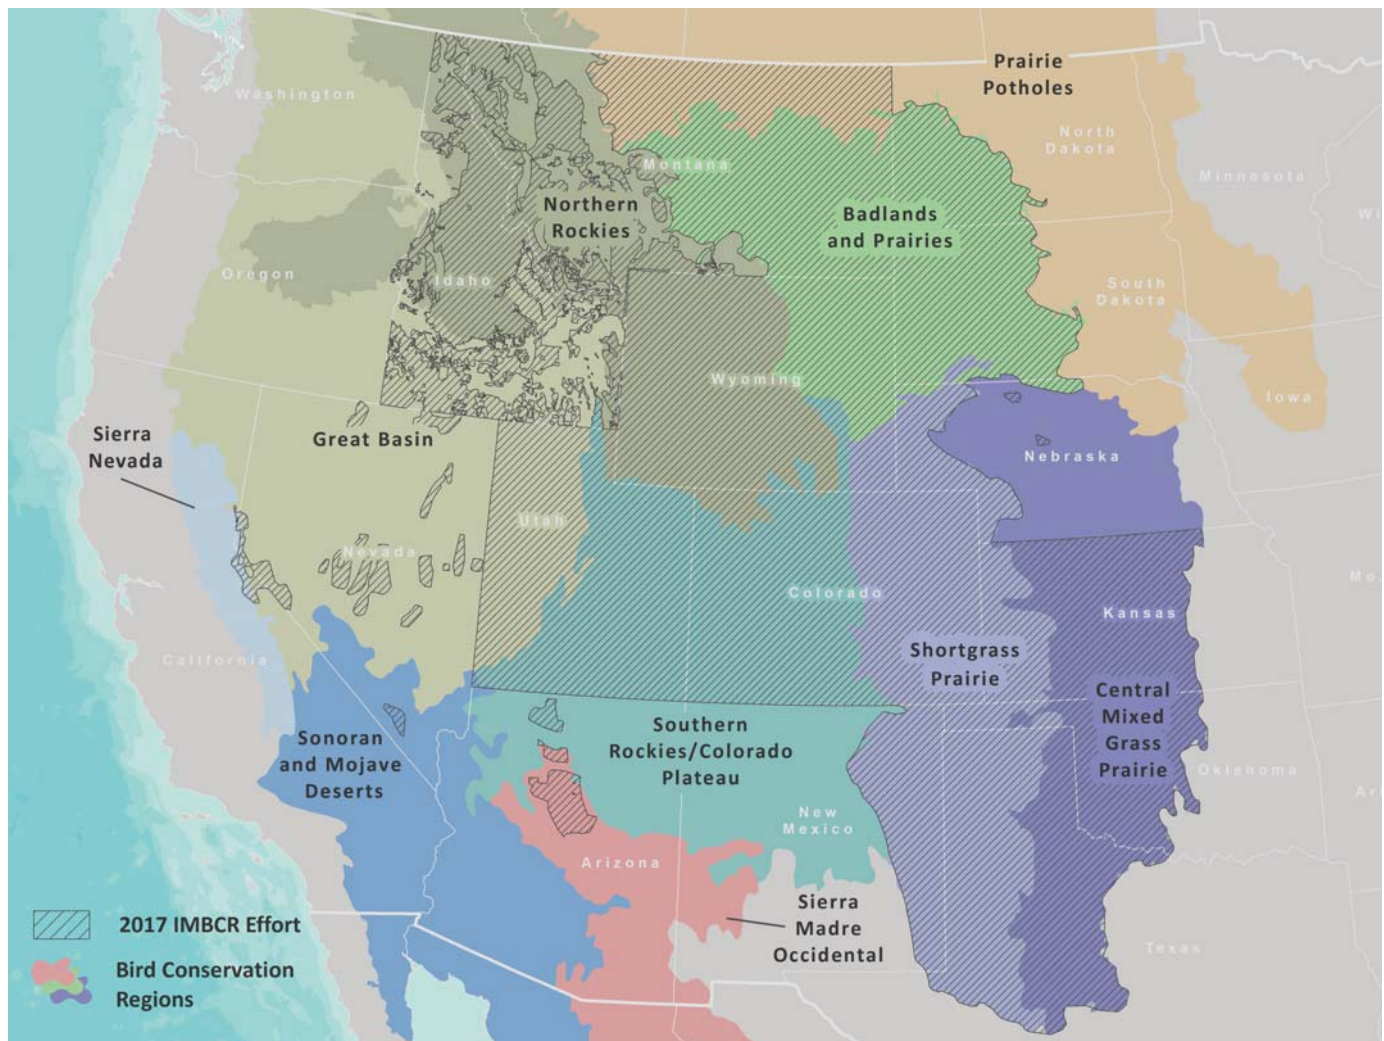 Prairie
Potholes
Washington
North
Dakota
Minnesota
Montana
Northern
Rockies
Badlands
and Prairies
Oregon
Idaho
South
Dakota
Wyoming
Iowa
Sierra
Nevada
Great Basin
Nebraska
Utah
Nevada
Colorado
Kansas
California
Shortgrass
Prairie
Central
Mixed
Grass
Prairie
Sonoran
and Mojave
Deserts
Southern
Rockies/Colorado
Plateau
Oklahoma
New
Mexico
Arizona
Sierra
Madre
Occidental
Texas
2017 IMBCR Effort
Bird Conservation
Regions